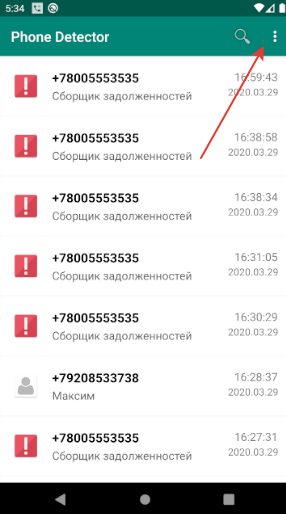 5:34
Phone Detector
+78005553535 16:59:43
Сборщик задолженностей 2020.03.29
+78005553535 16:38:58
Сборщик задолженностей 2020.03.29
+78005553535 16:38:34
Сборщик задолженностей 2020.03.29
+78005553535 16:31:05
Сборщик задолженностей 2020.03.29
+78005553535 16:30:29
Сборщик задолженностей 2020.03.29
+79208533738 16:28:37
Максим 2020.03.29
+78005553535 16:27:31
Сборщик задолженностей 2020.03.29